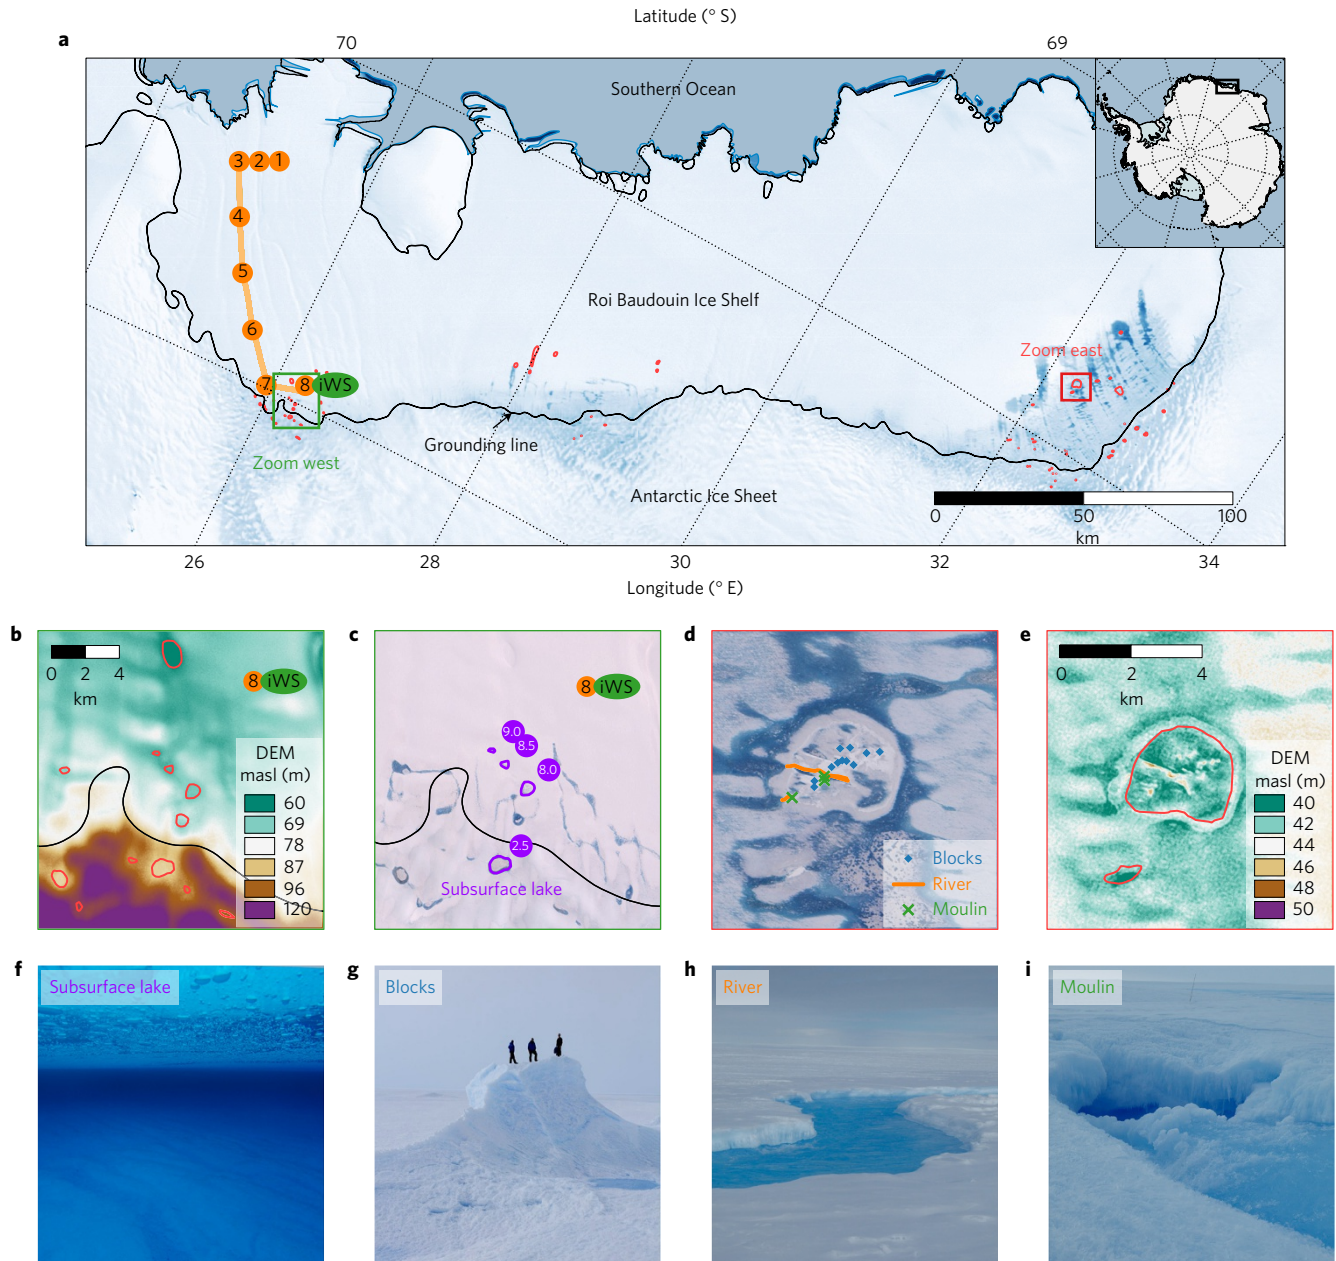 Latitude (° S)
a
70
69
Southern Ocean
3 2 1
4
5
Roi Baudouin Ice Shelf
6
Zoom east
7 8 iWS
Grounding line
Zoom west
Antarctic Ice Sheet
0 50 100
km
26 28 30 32 34
Longitude (° E)
b
0 2 4
km
8 iWS
DEM
masl (m)
60
69
78
87
96
120
c
8 iWS
9.0
8.5
8.0
2.5
Subsurface lake
d
Blocks
River
Moulin
e
0 2 4
km
DEM
masl (m)
40
42
44
46
48
50
f
Subsurface lake
g
Blocks
h
River
i
Moulin